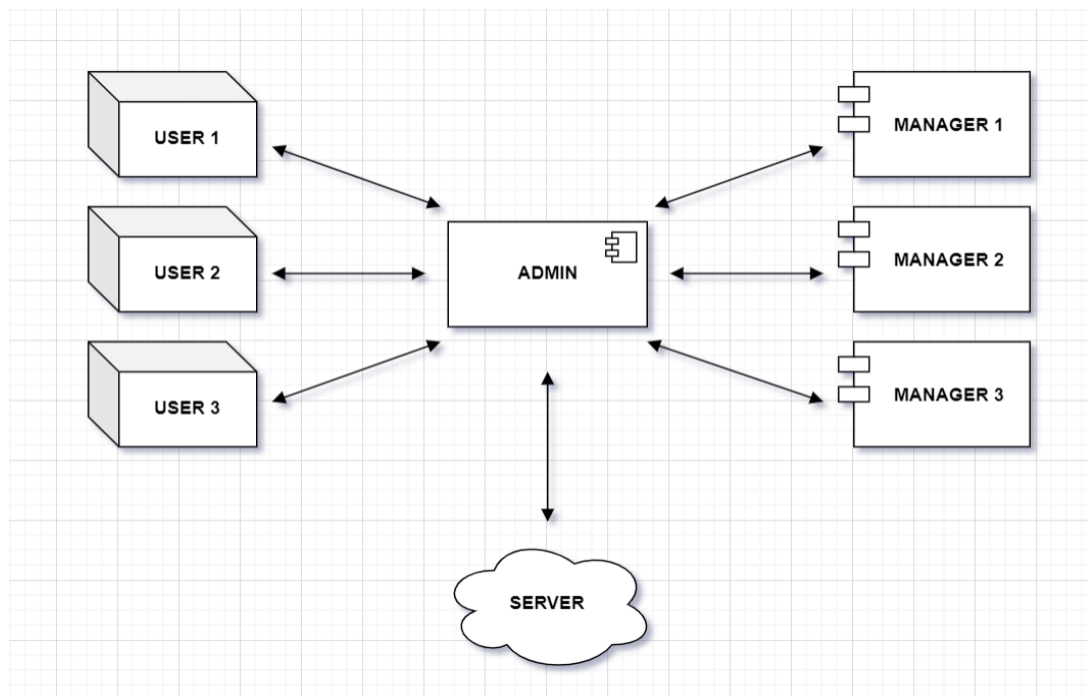 USER 1
USER 2
USER 3
ADMIN
MANAGER 1
MANAGER 2
MANAGER 3
SERVER